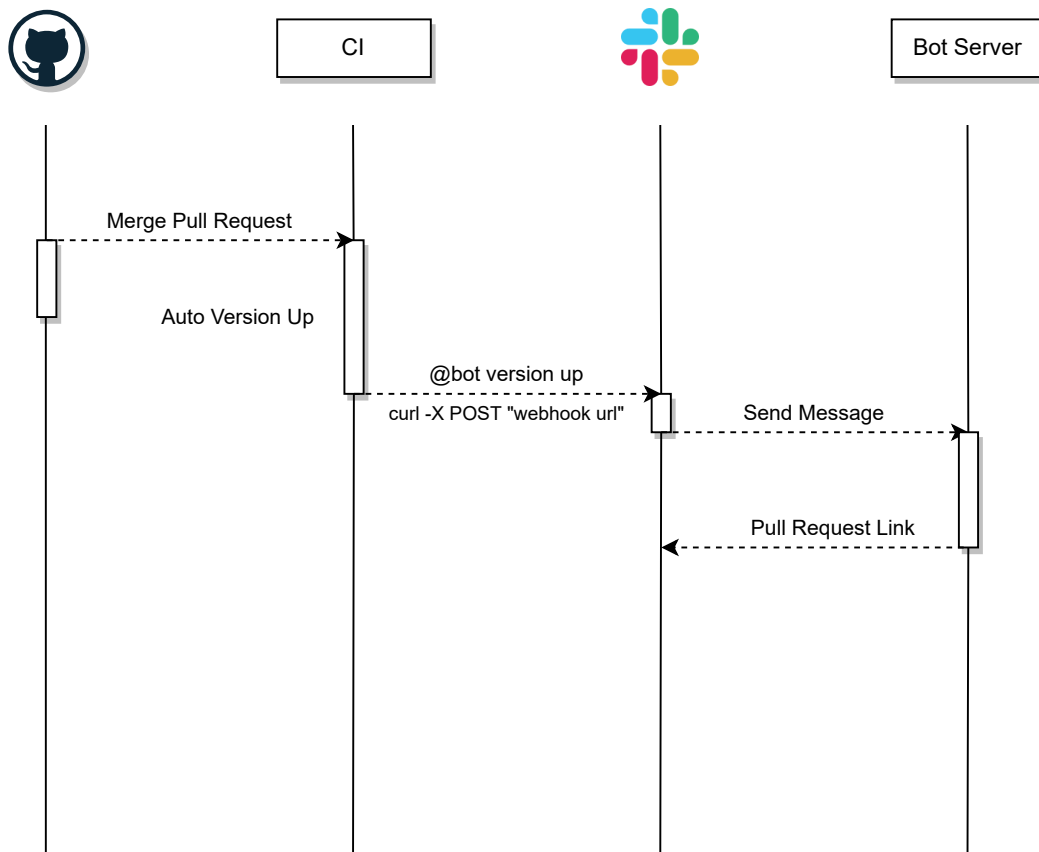 CI
Bot Server
Merge Pull Request
Auto Version Up
@bot version up
curl -X POST "webhook url"
Send Message
Pull Request Link